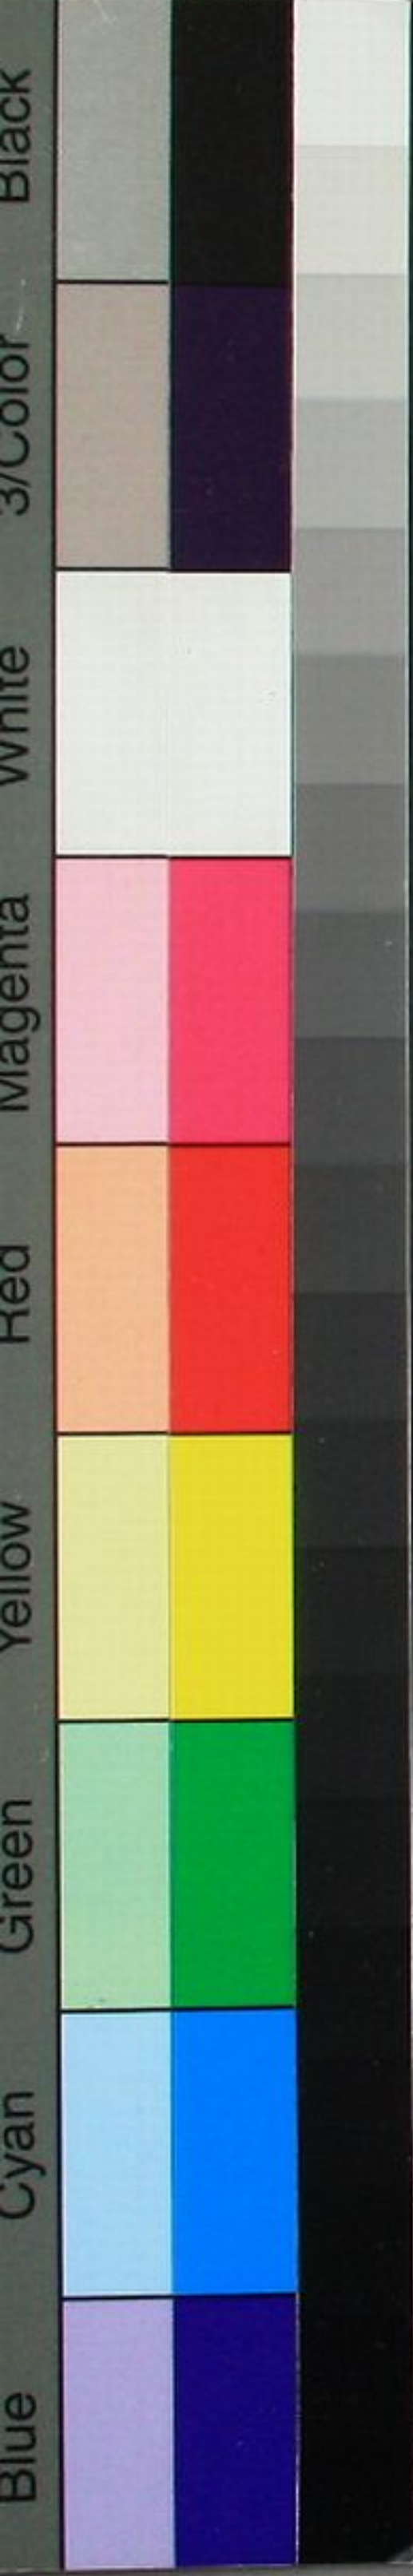 Blue
Cyan
Green
Yellow
Red
Magenta
White
3/Color
Black